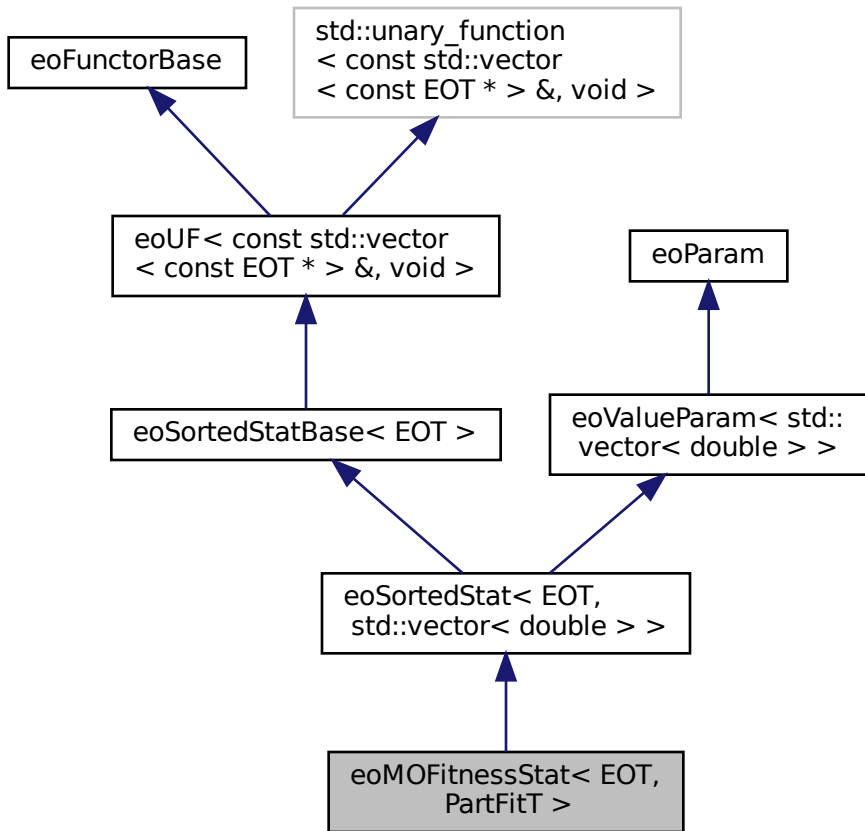 std::unary_function
< const std::vector
< const EOT * > &, void >
eoFunctorBase
eoUF< const std::vector
< const EOT * > &, void >
eoParam
eoSortedStatBase< EOT >
eoValueParam< std::
vector< double > >
eoSortedStat< EOT,
std::vector< double > >
eoMOFitnessStat< EOT,
PartFitT >